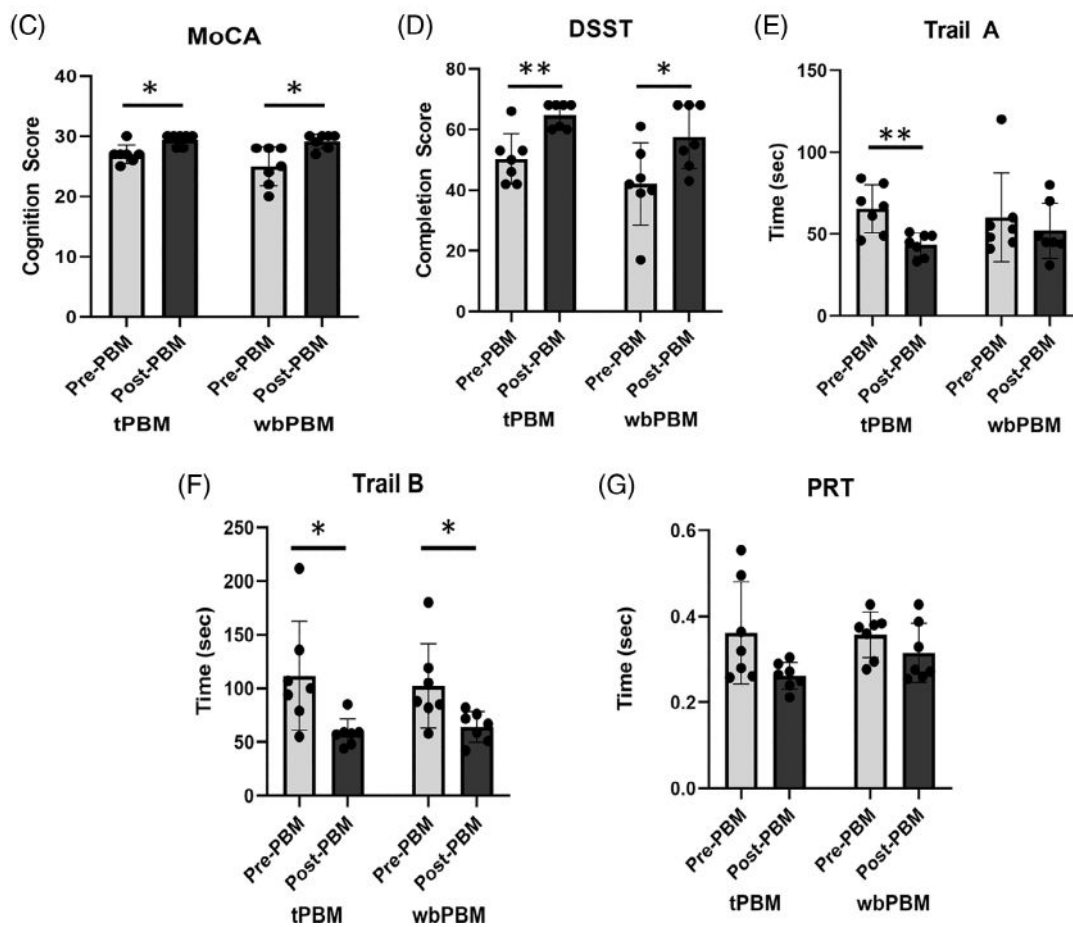 (C)
MoCA
Cognition Score
40
30
20
10
0
*
*
Pre-PBM
Post-PBM
Pre-PBM
Post-PBM
tPBM
wbPBM
(D)
DSST
Completion Score
80
60
40
20
0
**
*
Pre-PBM
Post-PBM
Pre-PBM
Post-PBM
tPBM
wbPBM
(E)
Trail A
Time (sec)
150
100
50
0
**
Pre-PBM
Post-PBM
Pre-PBM
Post-PBM
tPBM
wbPBM
(F)
Trail B
Time (sec)
250
200
150
100
50
0
*
*
Pre-PBM
Post-PBM
Pre-PBM
Post-PBM
tPBM
wbPBM
(G)
PRT
Time (sec)
0.6
0.4
0.2
0.0
Pre-PBM
Post-PBM
Pre-PBM
Post-PBM
tPBM
wbPBM